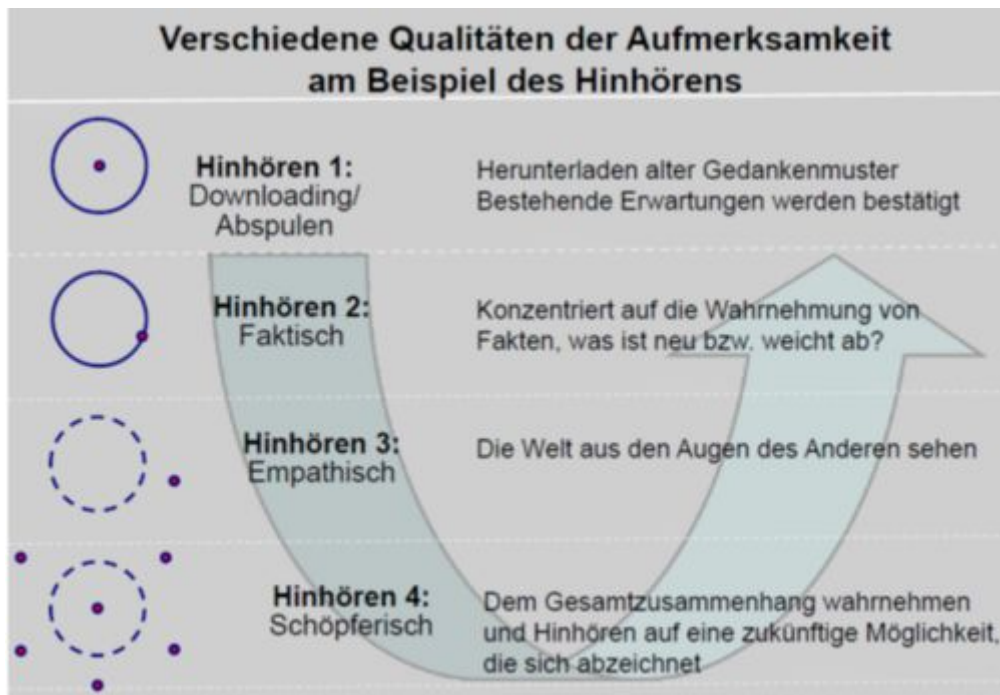 Verschiedene Qualitäten der Aufmerksamkeit
am Beispiel des Hinhörens
Hinhören 1:
Downloading/
Abspulen
Herunterladen alter Gedankenmuster
Bestehende Erwartungen werden bestätigt
Hinhören 2:
Faktisch
Konzentriert auf die Wahrnehmung von
Fakten, was ist neu bzw. weicht ab?
Hinhören 3:
Empathisch
Die Welt aus den Augen des Anderen sehen
Hinhören 4:
Schöpferisch
Dem Gesamtzusammenhang wahrnehmen
und Hinhören auf eine zukünftige Möglichkeit,
die sich abzeichnet